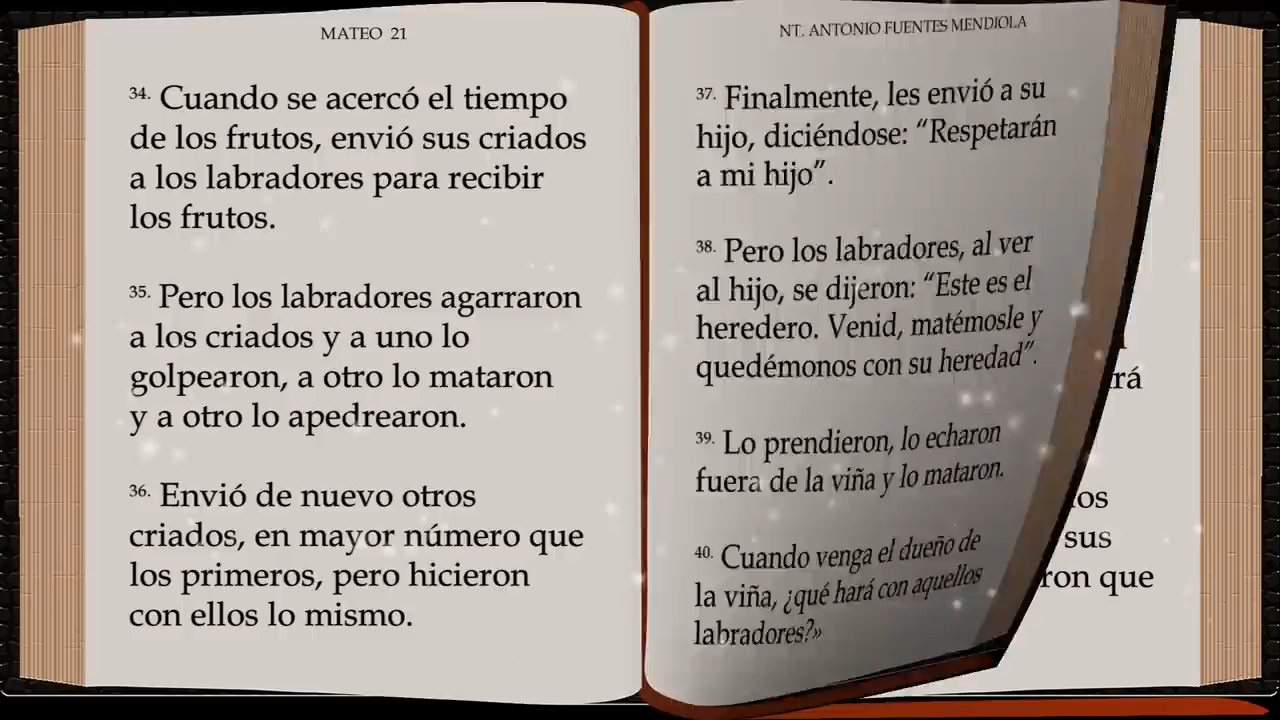 MATEO 21
34. Cuando se acercó el tiempo
de los frutos, envió sus criados
a los labradores para recibir
los frutos.
35. Pero los labradores agarraron
a los criados y a uno lo
golpearon, a otro lo mataron
y a otro lo apedrearon.
36. Envió de nuevo otros
criados, en mayor número que
los primeros, pero hicieron
con ellos lo mismo.
NT. ANTONIO FUENTES MENDIOLA
37. Finalmente, les envió a su
hijo, diciéndose: “Respetarán
a mi hijo”.
38. Pero los labradores, al ver
al hijo, se dijeron: “Este es el
heredero. Venid, matémosle y
quedémonos con su heredad”.
39. Lo prendieron, lo echaron
fuera de la viña y lo mataron.
40. Cuando venga el dueño de
la viña, ¿qué hará con aquellos
labradores?»
sus
que